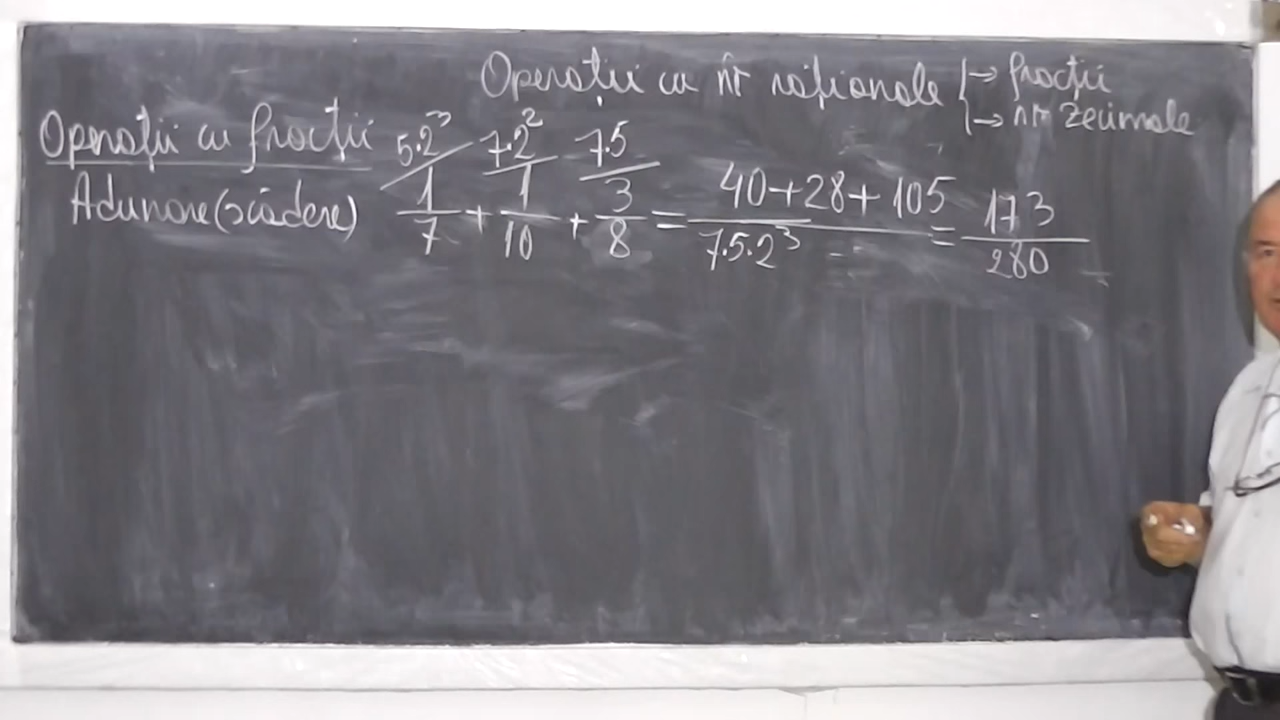 Operații cu nr raționale { → fracții
→ nr zecimale
Operații cu fracții
Adunare (scădere)
5·2³ 7·2² 7·5
1/7 + 1/10 + 3/8 = (40+28+105)/(7·5·2³) = 173/280